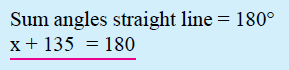 Sum angles straight line = 180°
x + 135 = 180